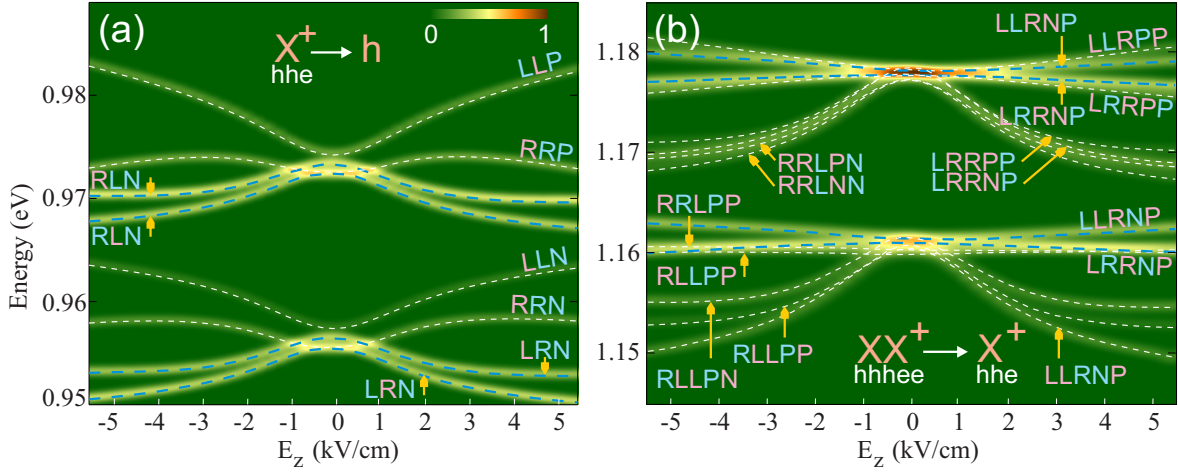 (a)
0
1
X⁺ → h
hhe
LLP
RRP
RLN
RLN
LLN
RRN
LRN
LRN
0.98
0.97
0.96
0.95
Energy (eV)
-5 -4 -3 -2 -1 0 1 2 3 4 5
E_z (kV/cm)
(b)
LLRNP
LLRPP
LRRNP
LRRPP
RRLPN
RRLNN
LRRPP
LRRNP
RRLPP
RLLPP
LLRNP
LRRNP
RLLPN
RLLPP
LLRNP
XX⁺ → X⁺
hhhee hhe
1.18
1.17
1.16
1.15
-5 -4 -3 -2 -1 0 1 2 3 4 5
E_z (kV/cm)